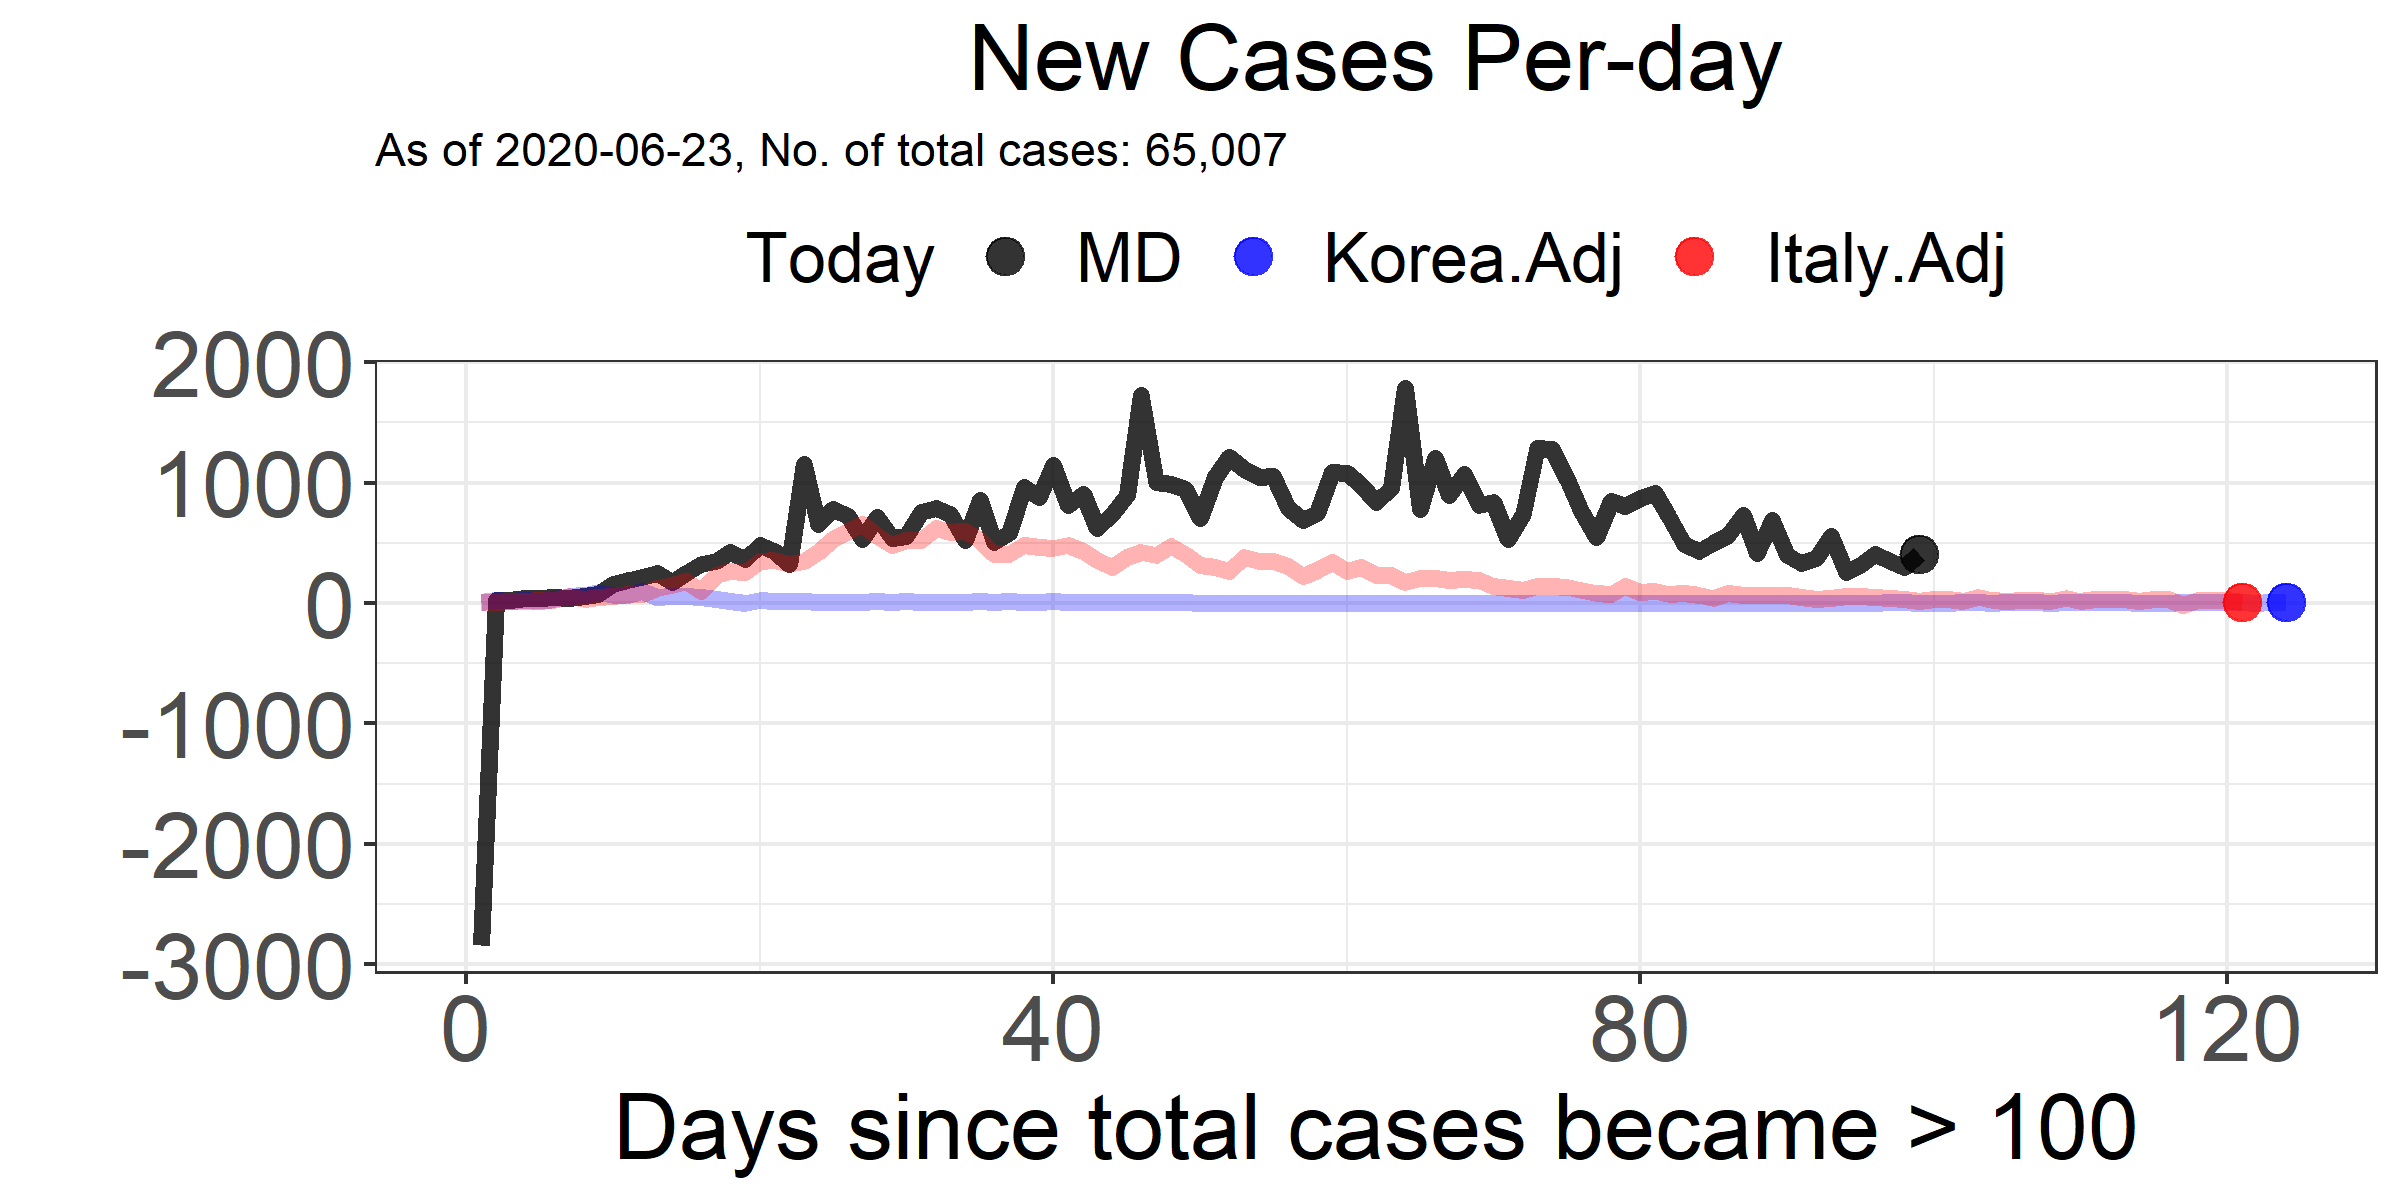 New Cases Per-day
As of 2020-06-23, No. of total cases: 65,007
Today MD Korea.Adj Italy.Adj
2000
1000
0
-1000
-2000
-3000
0 40 80 120
Days since total cases became > 100